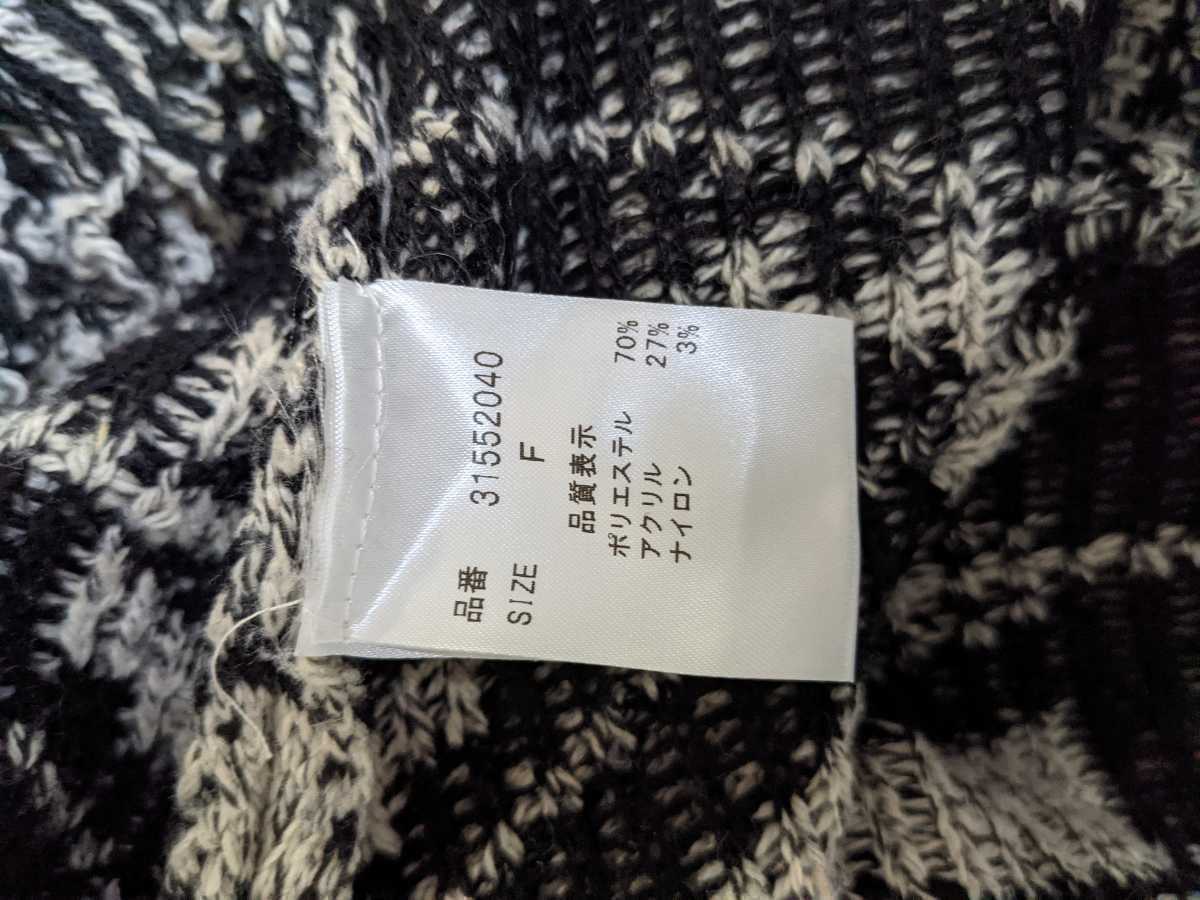 品番 31552040
SIZE F
品質表示
ポリエステル 70%
アクリル 27%
ナイロン 3%